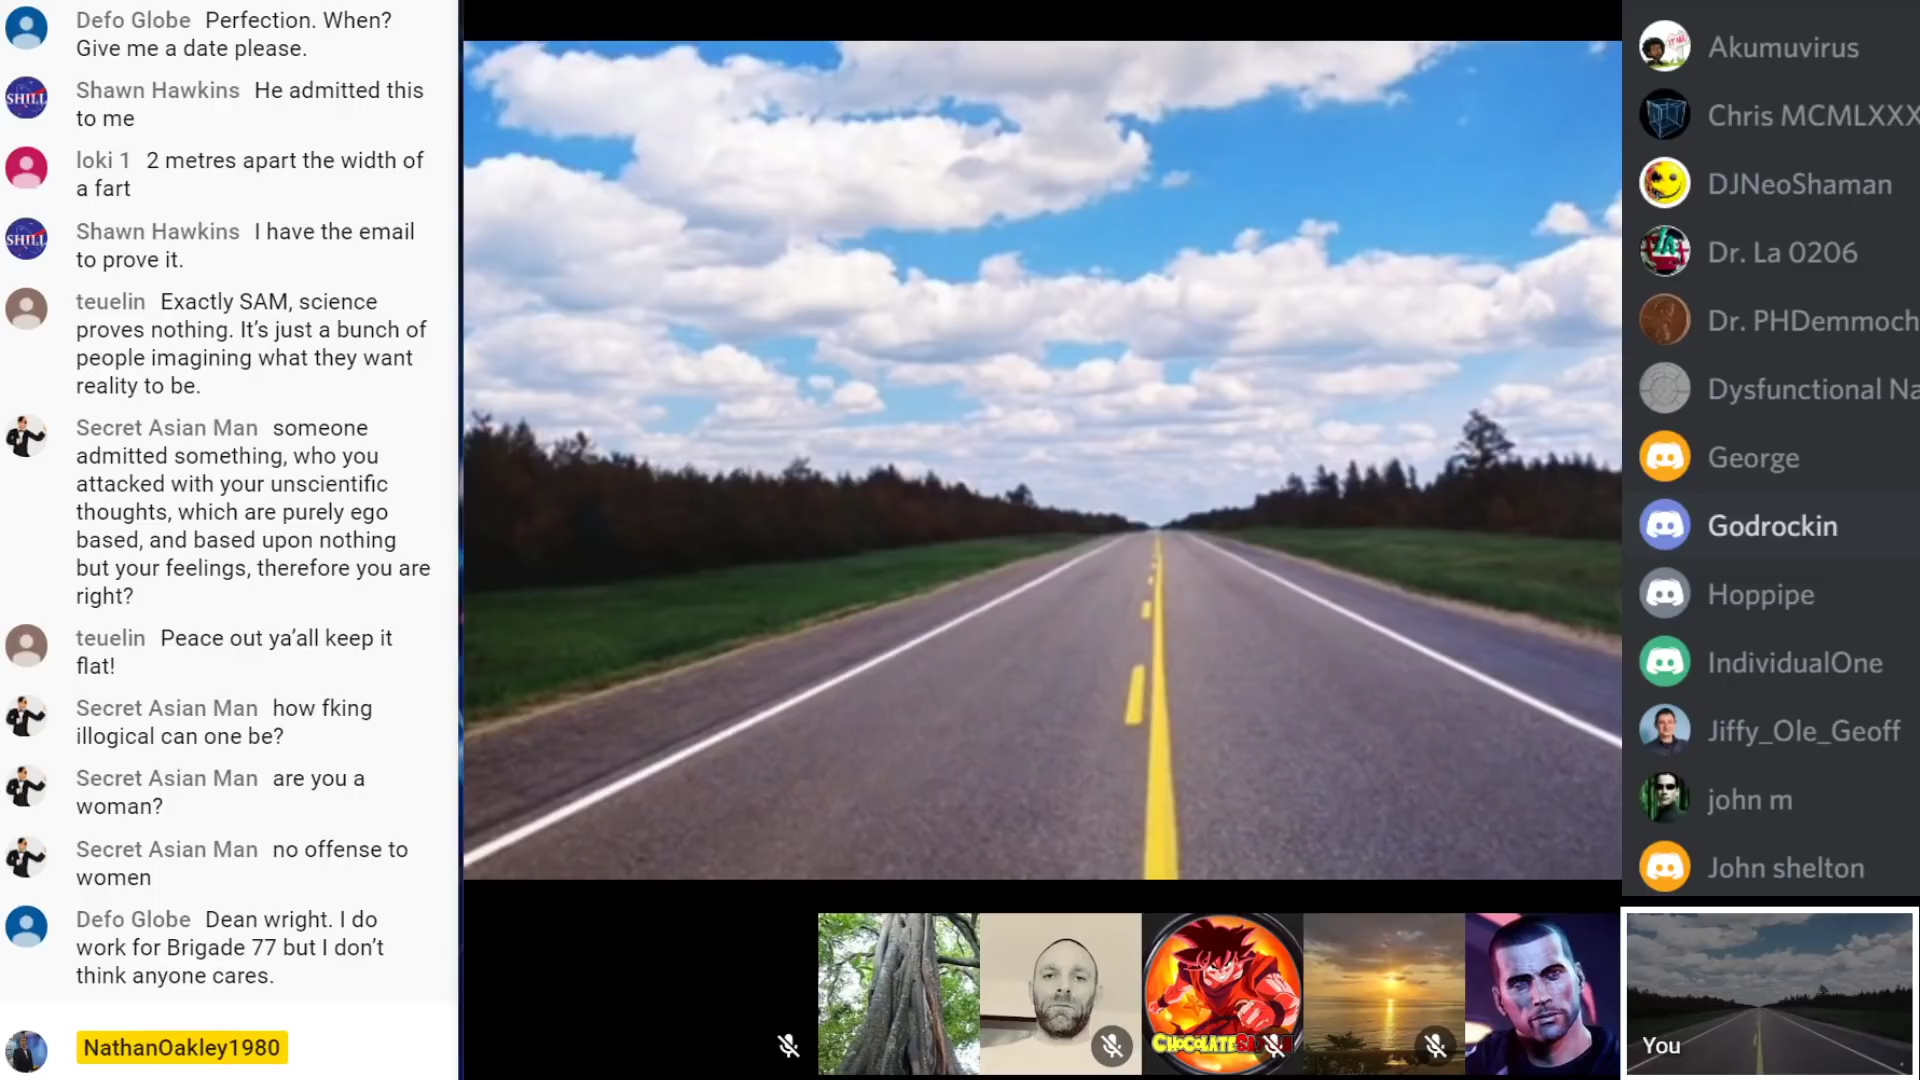 Defo Globe Perfection. When?
Give me a date please.
SHILL
Shawn Hawkins He admitted this
to me
loki 1 2 metres apart the width of
a fart
SHILL
Shawn Hawkins I have the email
to prove it.
teuelin Exactly SAM, science
proves nothing. It’s just a bunch of
people imagining what they want
reality to be.
Secret Asian Man someone
admitted something, who you
attacked with your unscientific
thoughts, which are purely ego
based, and based upon nothing
but your feelings, therefore you are
right?
teuelin Peace out ya’all keep it
flat!
Secret Asian Man how fking
illogical can one be?
Secret Asian Man are you a
woman?
Secret Asian Man no offense to
women
Defo Globe Dean wright. I do
work for Brigade 77 but I don’t
think anyone cares.
NathanOakley1980
Akumuvirus
Chris MCMLXXX
DJNeoShaman
Dr. La 0206
Dr. PHDemmoch
Dysfunctional Na
George
Godrockin
Hoppipe
IndividualOne
Jiffy_Ole_Geoff
john m
John shelton
CHOCOLATE
You